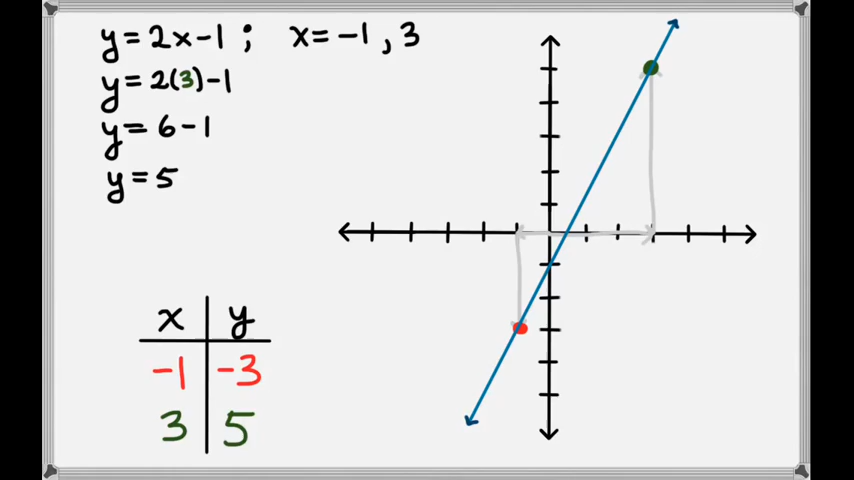 y=2x-1; x=-1,3
y=2(3)-1
y=6-1
y=5
x y
-1 -3
3 5